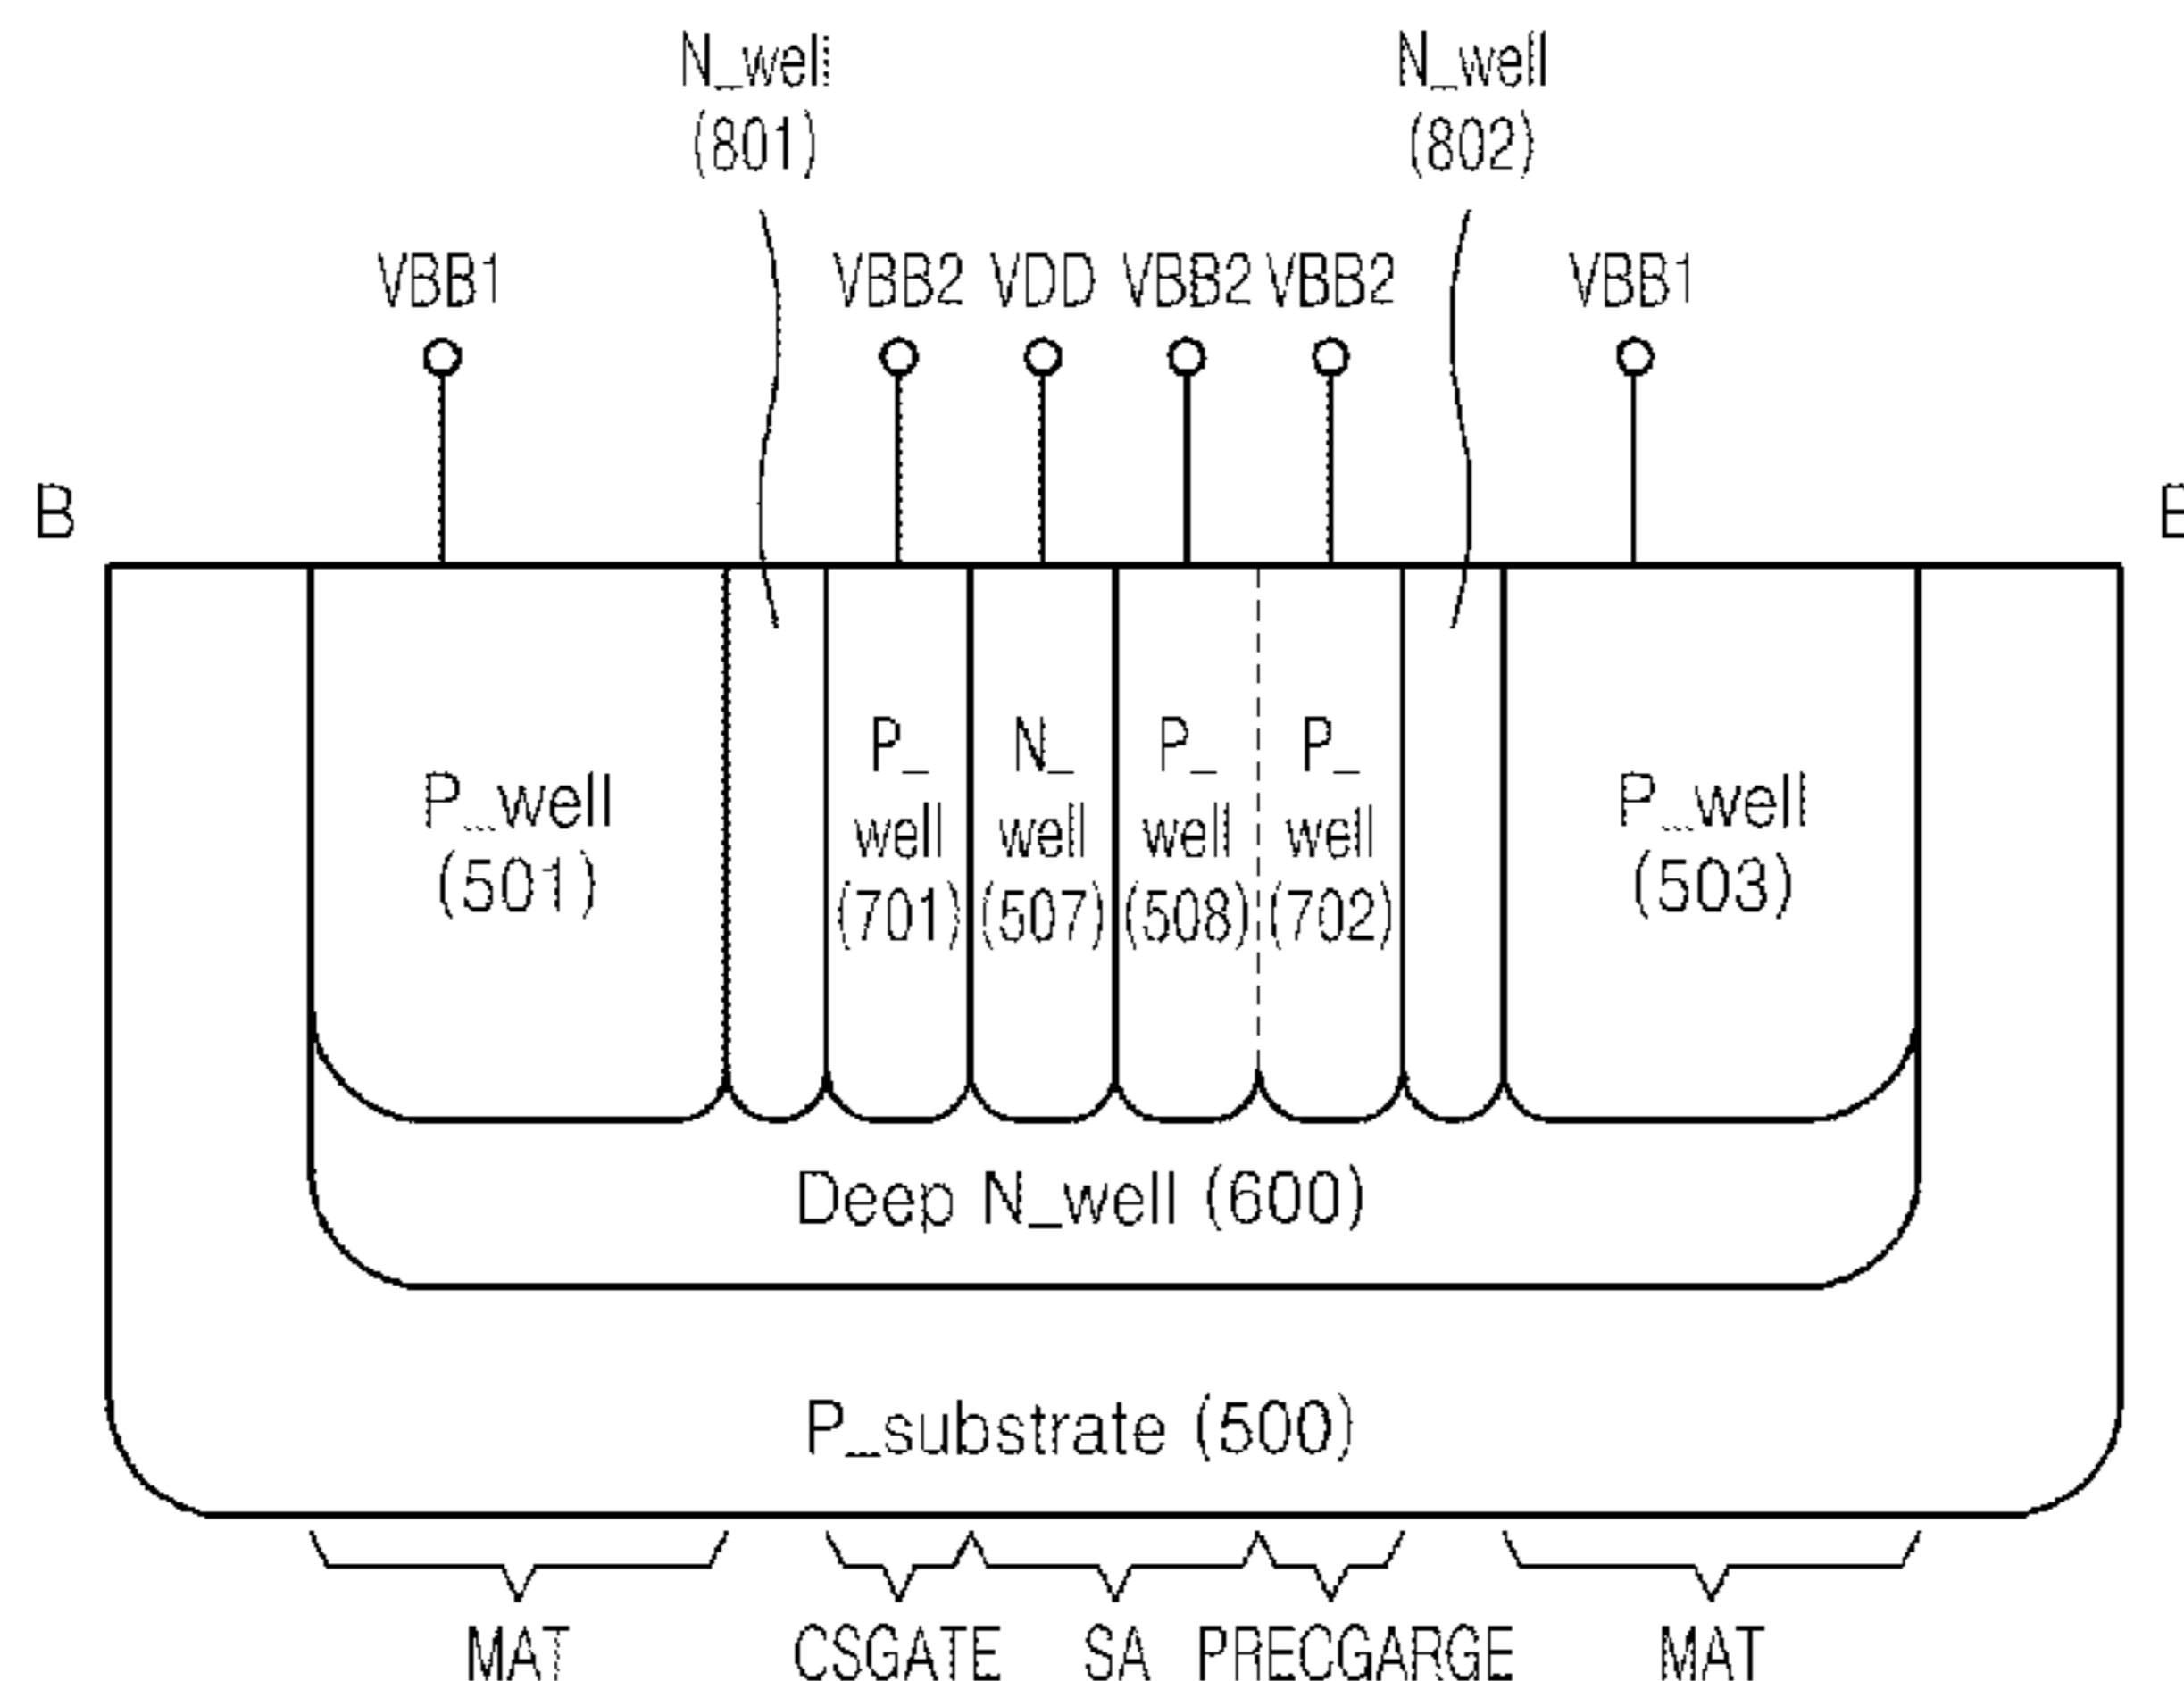 N_well N_well
(801) (802)
VBB1 VBB2 VDD VBB2 VBB2 VBB1
B
P_ N_ P_ P_
P_well well well well well P_well
(501) (701) (507) (508) (702) (503)
Deep N_well (600)
P_substrate (500)
MAT CSGATE SA PRECGARGE MAT